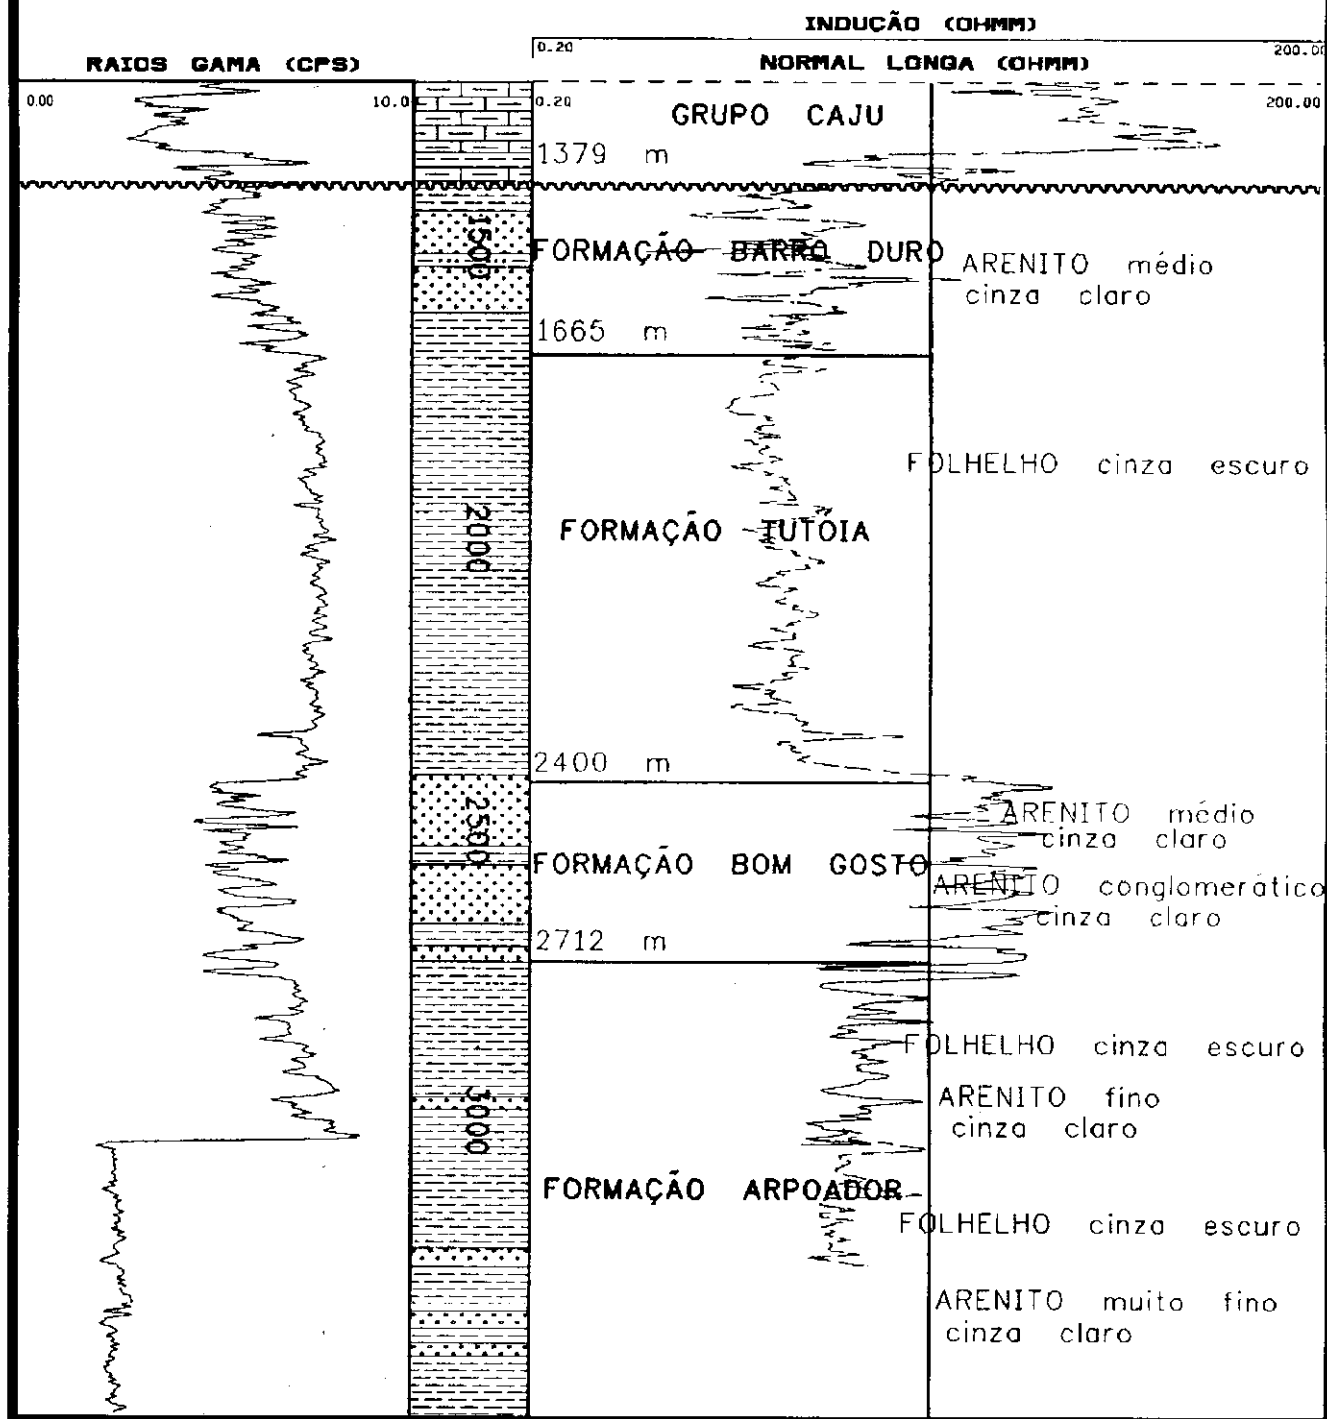 INDUÇÃO (OHMM)
0.20 200.00
RAIOS GAMA (CPS)
NORMAL LONGA (OHMM)
0.00 10.0
0.20 200.00
GRUPO CAJU
1379 m
1500
FORMAÇÃO BARRO DURO
ARENITO médio
cinza claro
1665 m
FOLHELHO cinza escuro
2000
FORMAÇÃO TUTÓIA
2400 m
2500
ARENITO médio
cinza claro
FORMAÇÃO BOM GOSTO
ARENITO conglomerático
cinza claro
2712 m
FOLHELHO cinza escuro
3000
ARENITO fino
cinza claro
FORMAÇÃO ARPOADOR
FOLHELHO cinza escuro
ARENITO muito fino
cinza claro